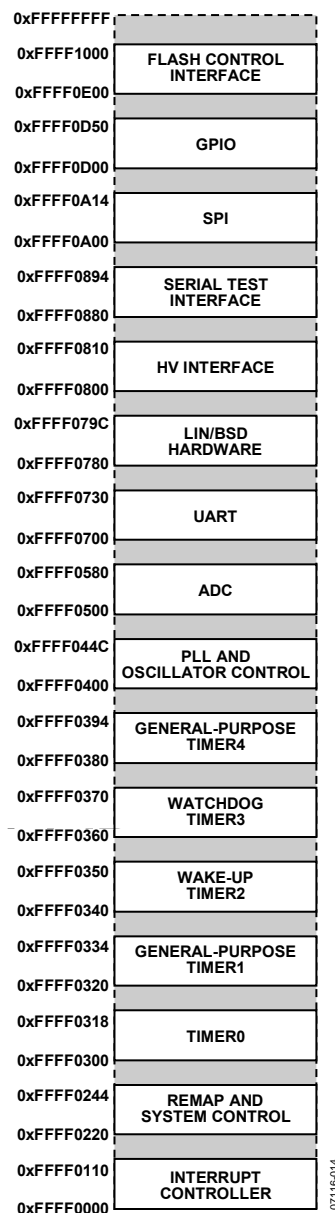 0xFFFFFFFF
0xFFFF1000
FLASH CONTROL
INTERFACE
0xFFFF0E00
0xFFFF0D50
GPIO
0xFFFF0D00
0xFFFF0A14
SPI
0xFFFF0A00
0xFFFF0894
SERIAL TEST
INTERFACE
0xFFFF0880
0xFFFF0810
HV INTERFACE
0xFFFF0800
0xFFFF079C
LIN/BSD
HARDWARE
0xFFFF0780
0xFFFF0730
UART
0xFFFF0700
0xFFFF0580
ADC
0xFFFF0500
0xFFFF044C
PLL AND
OSCILLATOR CONTROL
0xFFFF0400
0xFFFF0394
GENERAL-PURPOSE
TIMER4
0xFFFF0380
0xFFFF0370
WATCHDOG
TIMER3
0xFFFF0360
0xFFFF0350
WAKE-UP
TIMER2
0xFFFF0340
0xFFFF0334
GENERAL-PURPOSE
TIMER1
0xFFFF0320
0xFFFF0318
TIMER0
0xFFFF0300
0xFFFF0244
REMAP AND
SYSTEM CONTROL
0xFFFF0220
0xFFFF0110
INTERRUPT
CONTROLLER
0xFFFF0000
07116-014